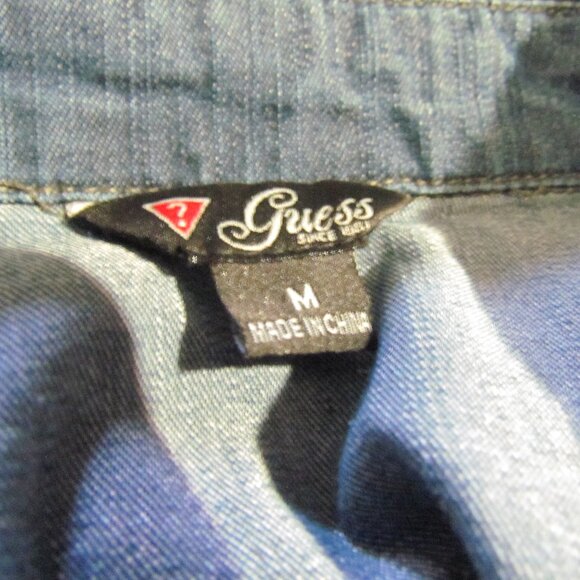 ?
Guess
SINCE 1981
M
MADE IN CHINA